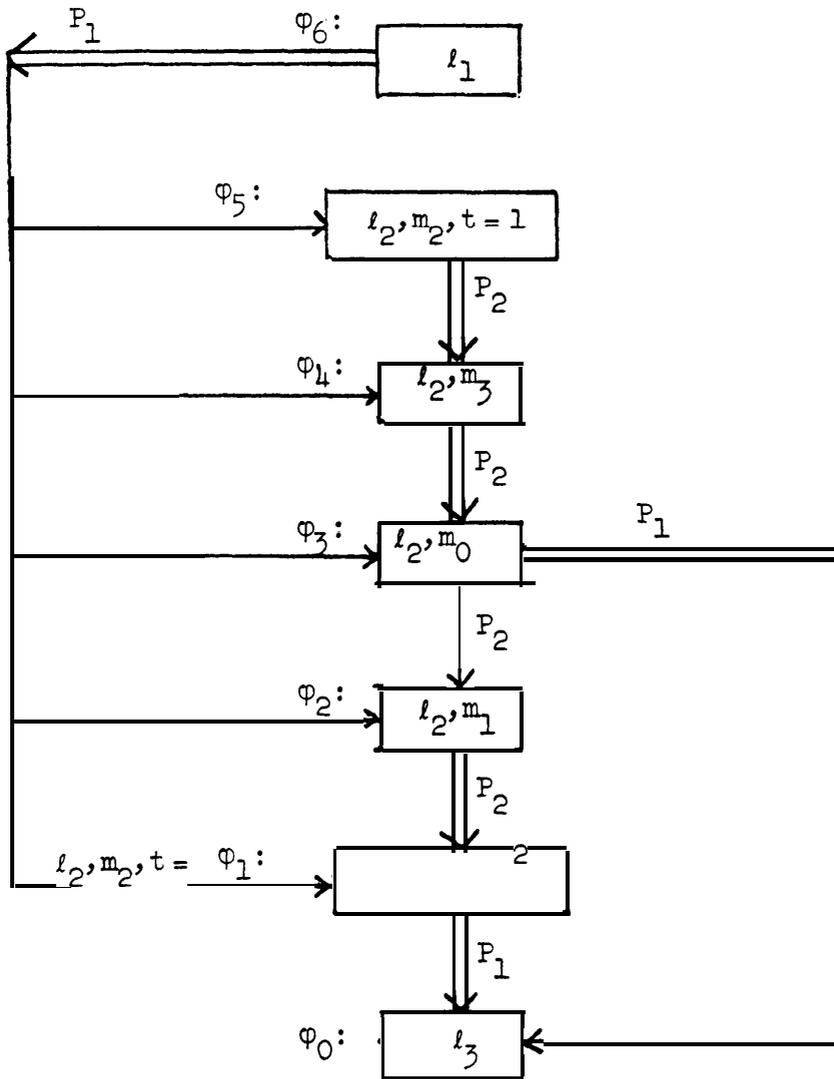 P1 φ6:
ℓ1
φ5: ℓ2, m2, t = 1
P2
φ4: ℓ2, m3
P2
φ3: ℓ2, m0 P1
P2
φ2: ℓ2, m1
P2
ℓ2, m2, t = φ1: 2
P1
φ0: ℓ3